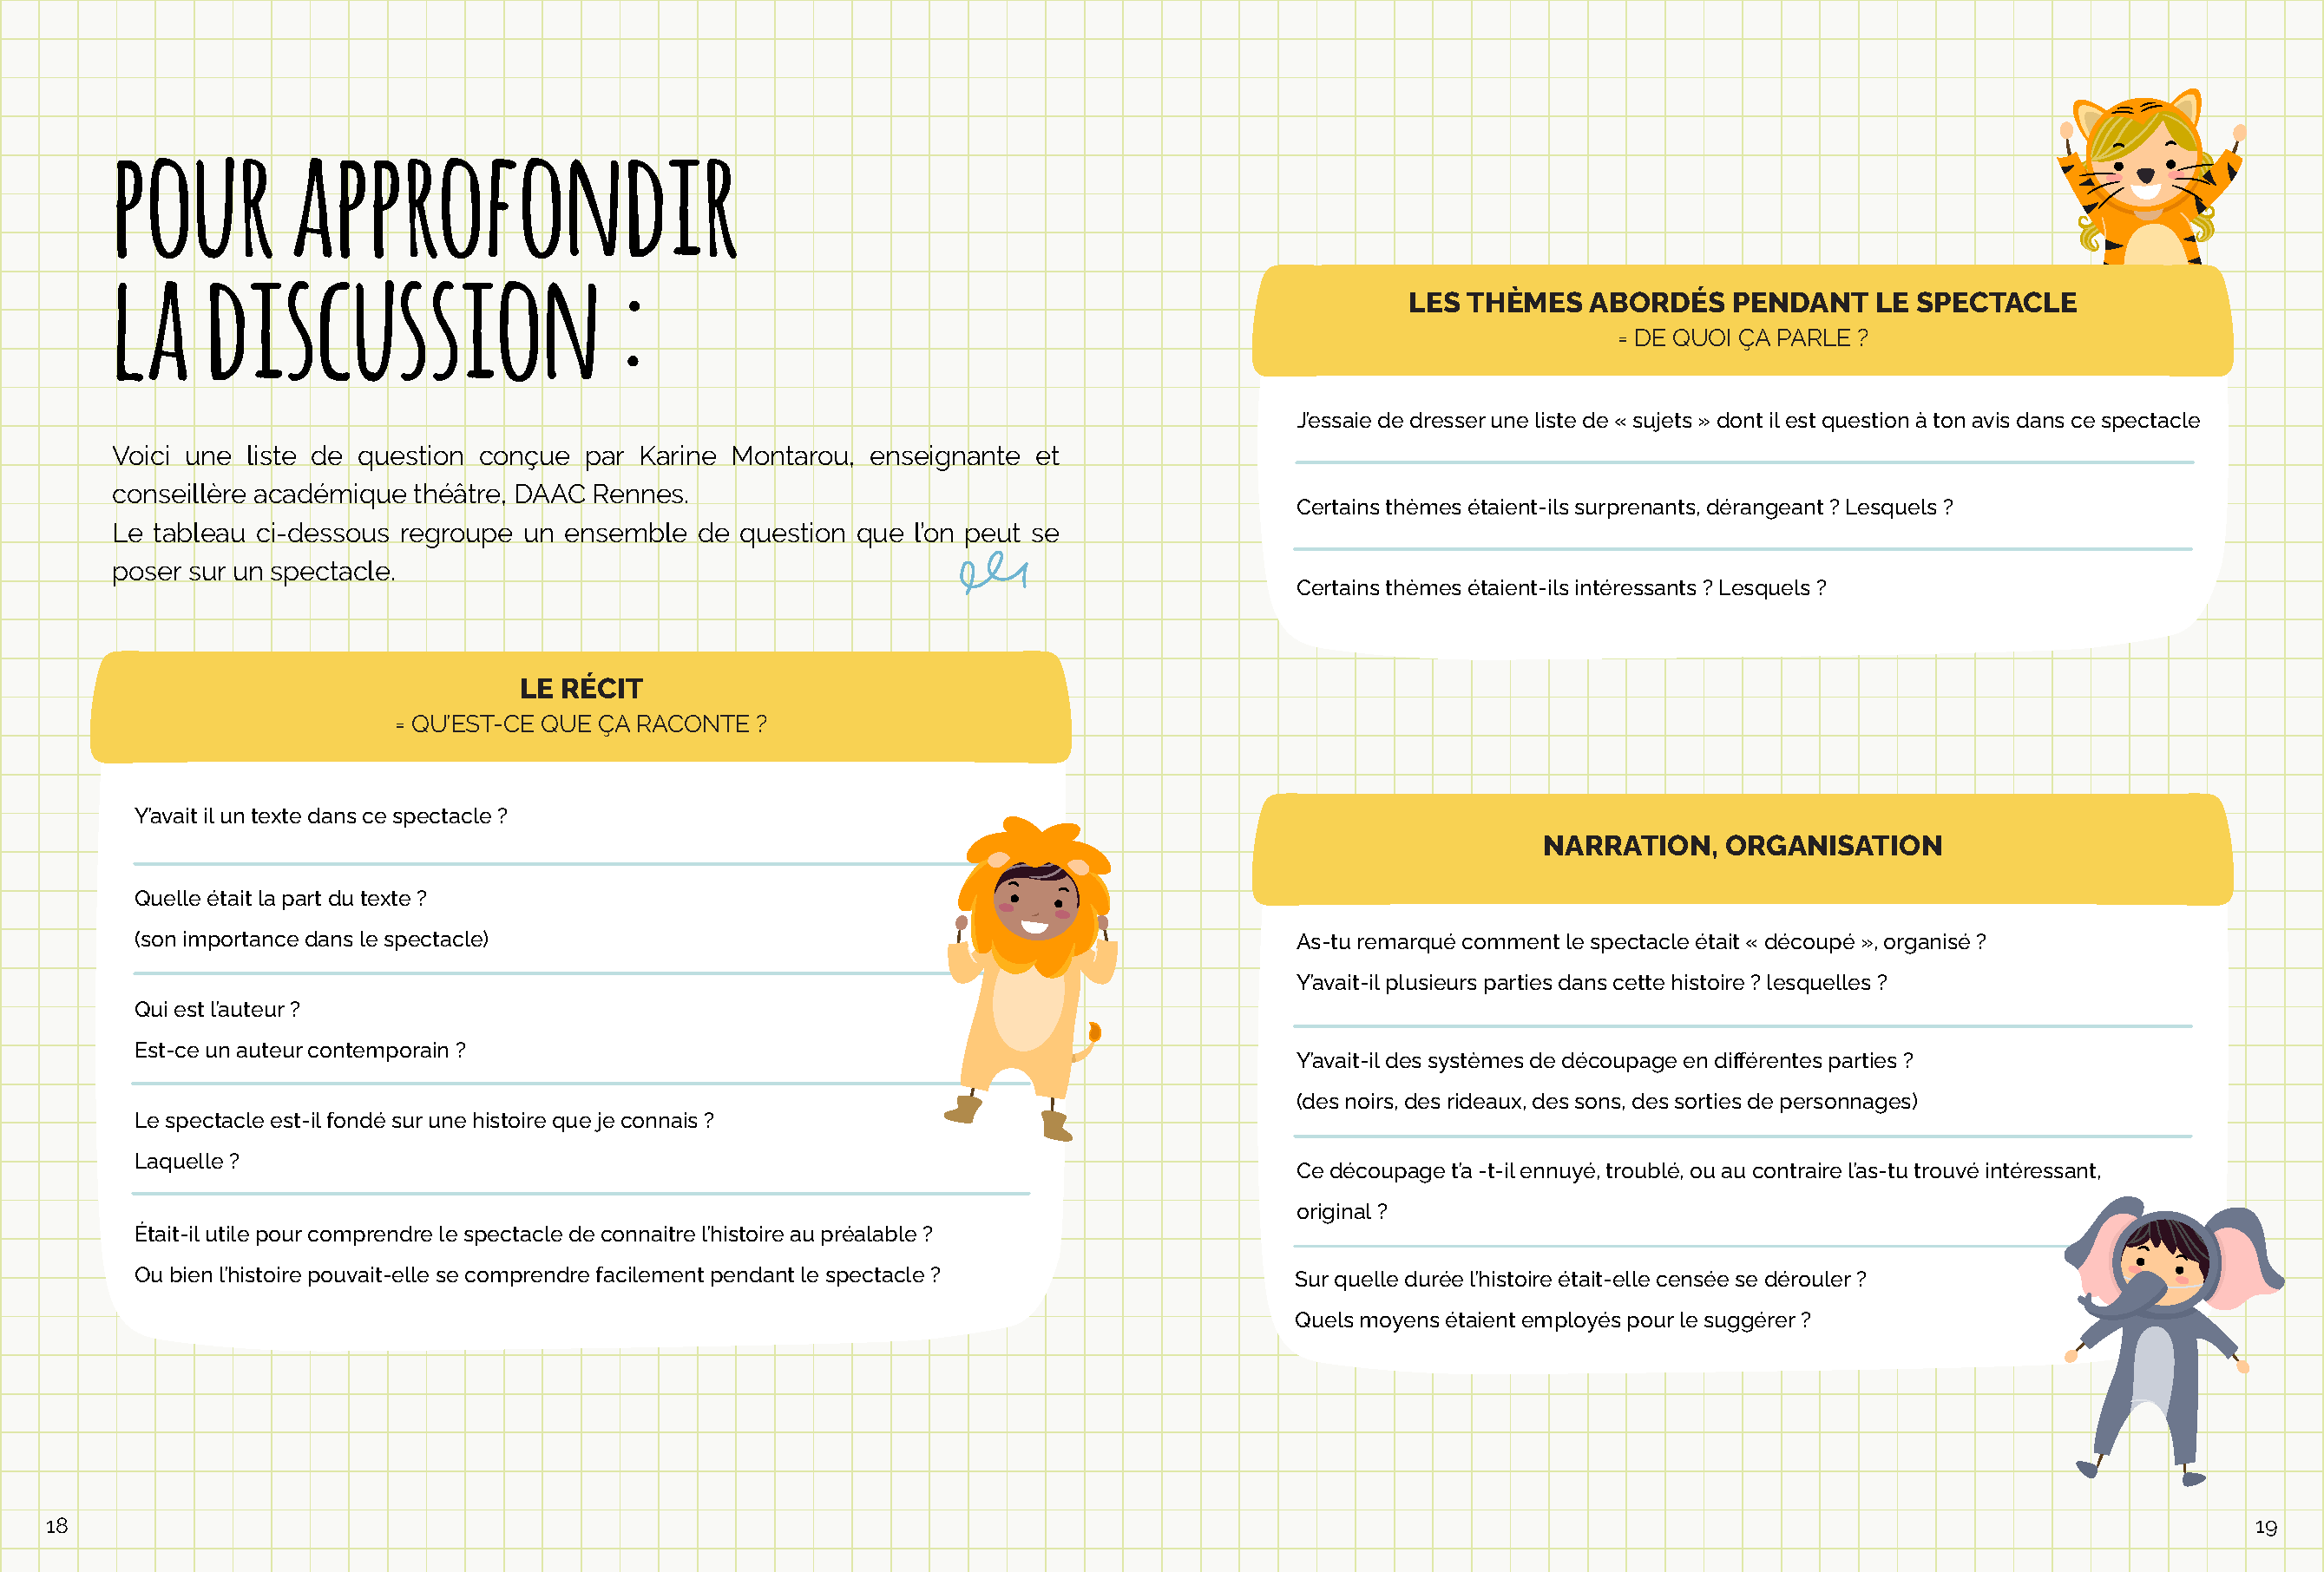 POUR APPROFONDIR
LA DISCUSSION :
Voici une liste de question conçue par Karine Montarou, enseignante et
conseillère académique théâtre, DAAC Rennes.
Le tableau ci-dessous regroupe un ensemble de question que l’on peut se
poser sur un spectacle.
LE RÉCIT
= QU’EST-CE QUE ÇA RACONTE ?
Y’avait il un texte dans ce spectacle ?
Quelle était la part du texte ?
(son importance dans le spectacle)
Qui est l’auteur ?
Est-ce un auteur contemporain ?
Le spectacle est-il fondé sur une histoire que je connais ?
Laquelle ?
Était-il utile pour comprendre le spectacle de connaitre l’histoire au préalable ?
Ou bien l’histoire pouvait-elle se comprendre facilement pendant le spectacle ?
18
LES THÈMES ABORDÉS PENDANT LE SPECTACLE
= DE QUOI ÇA PARLE ?
J’essaie de dresser une liste de « sujets » dont il est question à ton avis dans ce spectacle
Certains thèmes étaient-ils surprenants, dérangeant ? Lesquels ?
Certains thèmes étaient-ils intéressants ? Lesquels ?
NARRATION, ORGANISATION
As-tu remarqué comment le spectacle était « découpé », organisé ?
Y’avait-il plusieurs parties dans cette histoire ? lesquelles ?
Y’avait-il des systèmes de découpage en différentes parties ?
(des noirs, des rideaux, des sons, des sorties de personnages)
Ce découpage t’a -t-il ennuyé, troublé, ou au contraire l’as-tu trouvé intéressant,
original ?
Sur quelle durée l’histoire était-elle censée se dérouler ?
Quels moyens étaient employés pour le suggérer ?
19